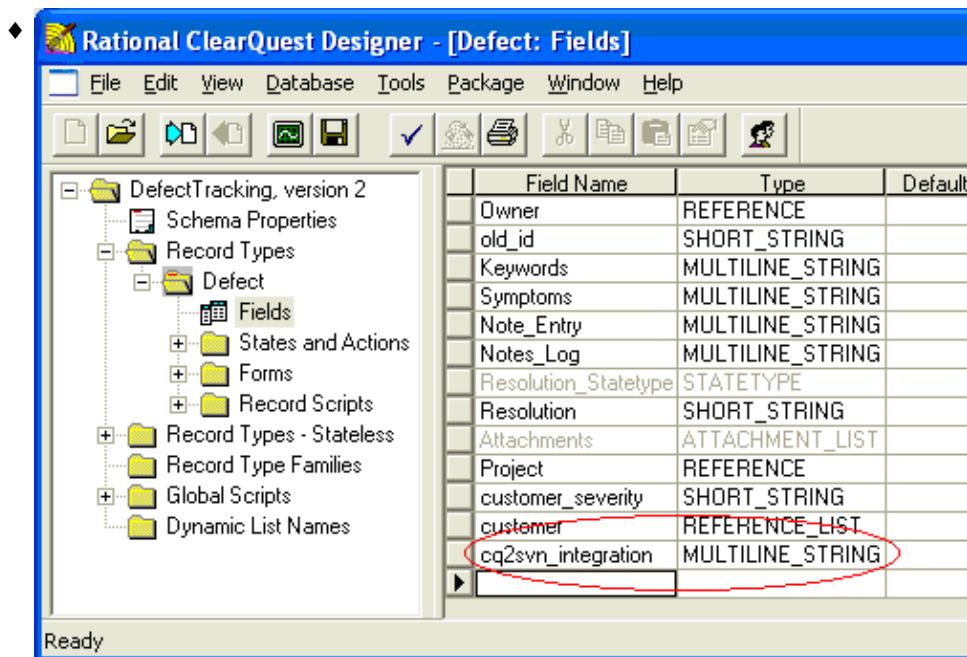 Rational ClearQuest Designer - [Defect: Fields]
File Edit View Database Tools Package Window Help
DefectTracking, version 2
Schema Properties
Record Types
Defect
Fields
States and Actions
Forms
Record Scripts
Record Types - Stateless
Record Type Families
Global Scripts
Dynamic List Names
Field Name Type Default
Owner REFERENCE
old_id SHORT_STRING
Keywords MULTILINE_STRING
Symptoms MULTILINE_STRING
Note_Entry MULTILINE_STRING
Notes_Log MULTILINE_STRING
Resolution_Statetype STATETYPE
Resolution SHORT_STRING
Attachments ATTACHMENT_LIST
Project REFERENCE
customer_severity SHORT_STRING
customer REFERENCE_LIST
cq2svn_integration MULTILINE_STRING
Ready